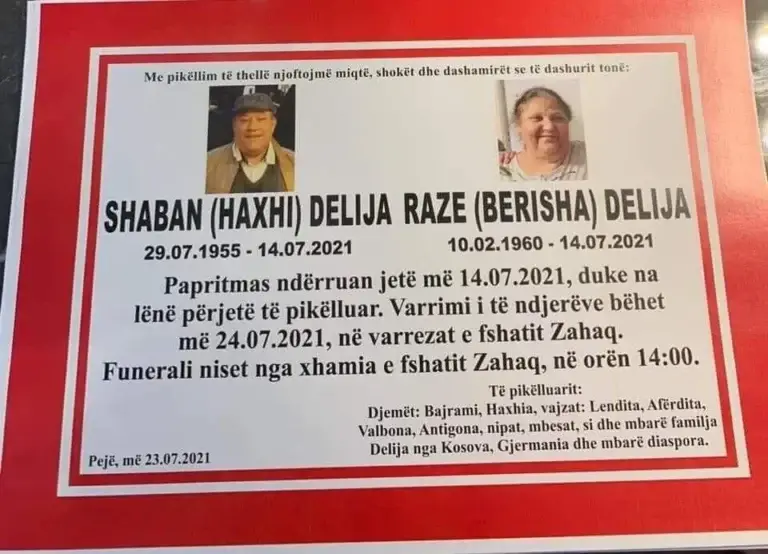 Me pikëllim të thellë njoftojmë miqtë, shokët dhe dashamirët se të dashurit tonë:
SHABAN (HAXHI) DELIJA RAZE (BERISHA) DELIJA
29.07.1955 - 14.07.2021 10.02.1960 - 14.07.2021
Papritmas ndërruan jetë më 14.07.2021, duke na
lënë përjetë të pikëlluar. Varrimi i të ndjerëve bëhet
më 24.07.2021, në varrezat e fshatit Zahaq.
Funerali niset nga xhamia e fshatit Zahaq, në orën 14:00.
Të pikëlluarit:
Djemët: Bajrami, Haxhia, vajzat: Lendita, Afërdita,
Valbona, Antigona, nipat, mbesat, si dhe mbarë familja
Delija nga Kosova, Gjermania dhe mbarë diaspora.
Pejë, më 23.07.2021